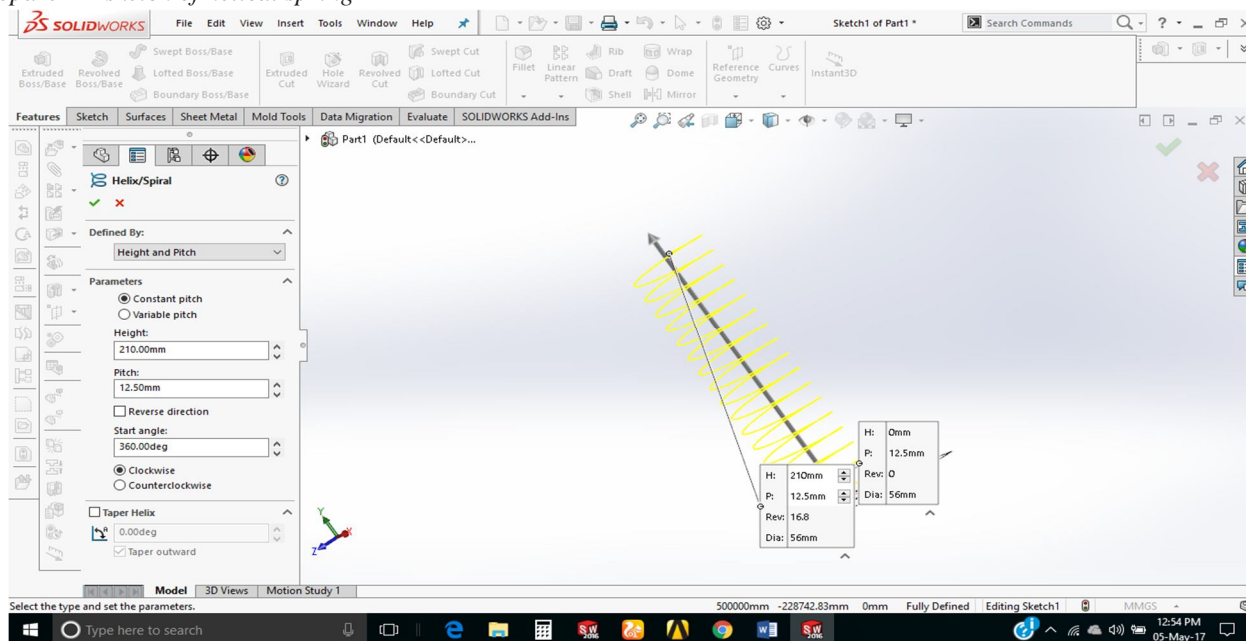 SOLIDWORKS File Edit View Insert Tools Window Help Sketch1 of Part1 * Search Commands
Extruded Boss/Base Revolved Boss/Base Swept Boss/Base Lofted Boss/Base Boundary Boss/Base Extruded Cut Hole Wizard Revolved Cut Swept Cut Lofted Cut Boundary Cut Fillet Linear Pattern Rib Draft Shell Wrap Dome Mirror Reference Geometry Curves Instant3D
Features Sketch Surfaces Sheet Metal Mold Tools Data Migration Evaluate SOLIDWORKS Add-Ins
Part1 (Default<<Default>...
Helix/Spiral
Defined By:
Height and Pitch
Parameters
Constant pitch
Variable pitch
Height:
210.00mm
Pitch:
12.50mm
Reverse direction
Start angle:
360.00deg
Clockwise
Counterclockwise
Taper Helix
0.00deg
Taper outward
H: 0mm
P: 12.5mm
Rev: 0
Dia: 56mm
H: 210mm
P: 12.5mm
Rev: 16.8
Dia: 56mm
Y
X
Z
Model 3D Views Motion Study 1
Select the type and set the parameters. 500000mm -228742.83mm 0mm Fully Defined Editing Sketch1 MMGS
Type here to search 12:54 PM
05-May-17